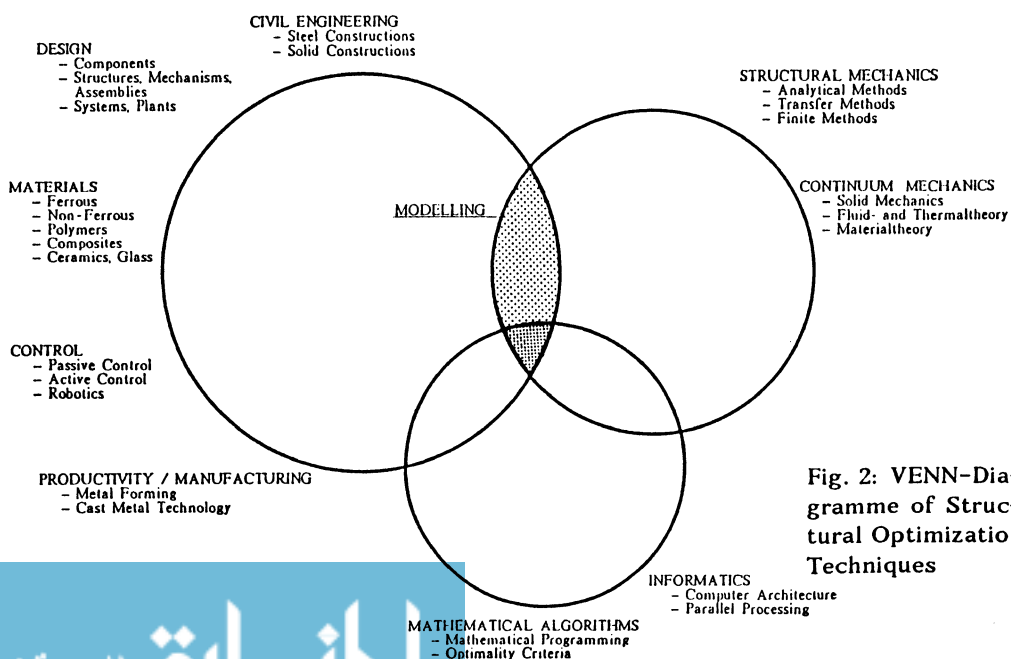 CIVIL ENGINEERING
– Steel Constructions
– Solid Constructions
DESIGN
– Components
– Structures, Mechanisms,
Assemblies
– Systems, Plants
STRUCTURAL MECHANICS
– Analytical Methods
– Transfer Methods
– Finite Methods
MATERIALS
– Ferrous
– Non-Ferrous
– Polymers
– Composites
– Ceramics, Glass
MODELLING
CONTINUUM MECHANICS
– Solid Mechanics
– Fluid- and Thermaltheory
– Materialtheory
CONTROL
– Passive Control
– Active Control
– Robotics
PRODUCTIVITY / MANUFACTURING
– Metal Forming
– Cast Metal Technology
Fig. 2: VENN-Dia-
gramme of Struc-
tural Optimizatio
Techniques
INFORMATICS
– Computer Architecture
– Parallel Processing
MATHEMATICAL ALGORITHMS
– Mathematical Programming
– Optimality Criteria